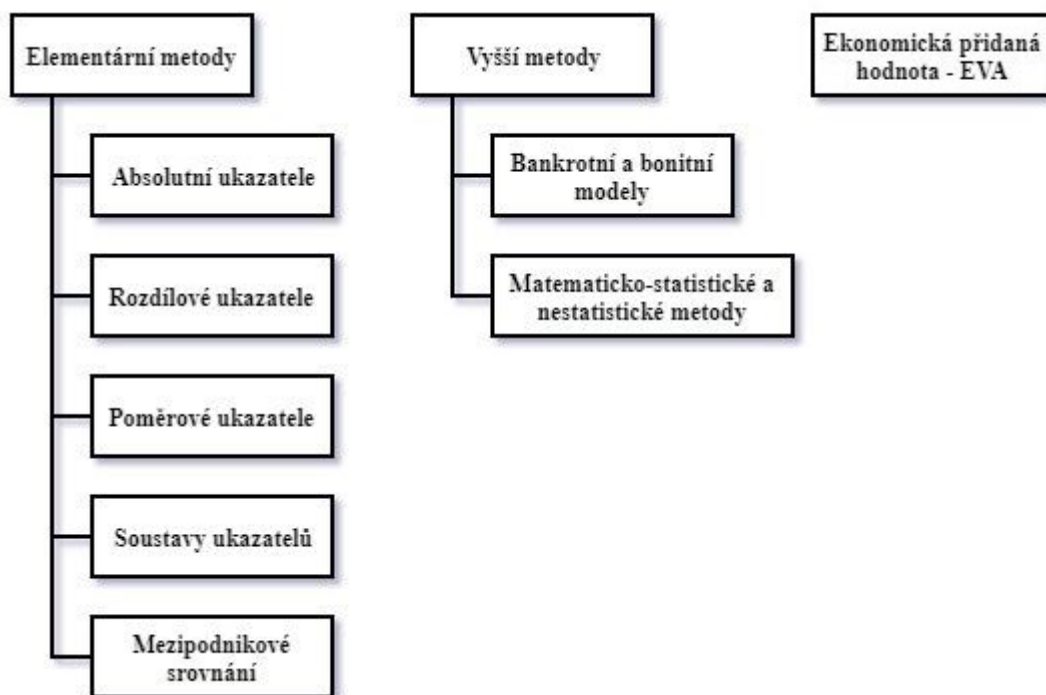 Elementární metody
Absolutní ukazatele
Rozdílové ukazatele
Poměrové ukazatele
Soustavy ukazatelů
Mezipodnikové
srovnání
Vyšší metody
Bankrotní a bonitní
modely
Matematicko-statistické a
nestatistické metody
Ekonomická přidaná
hodnota - EVA